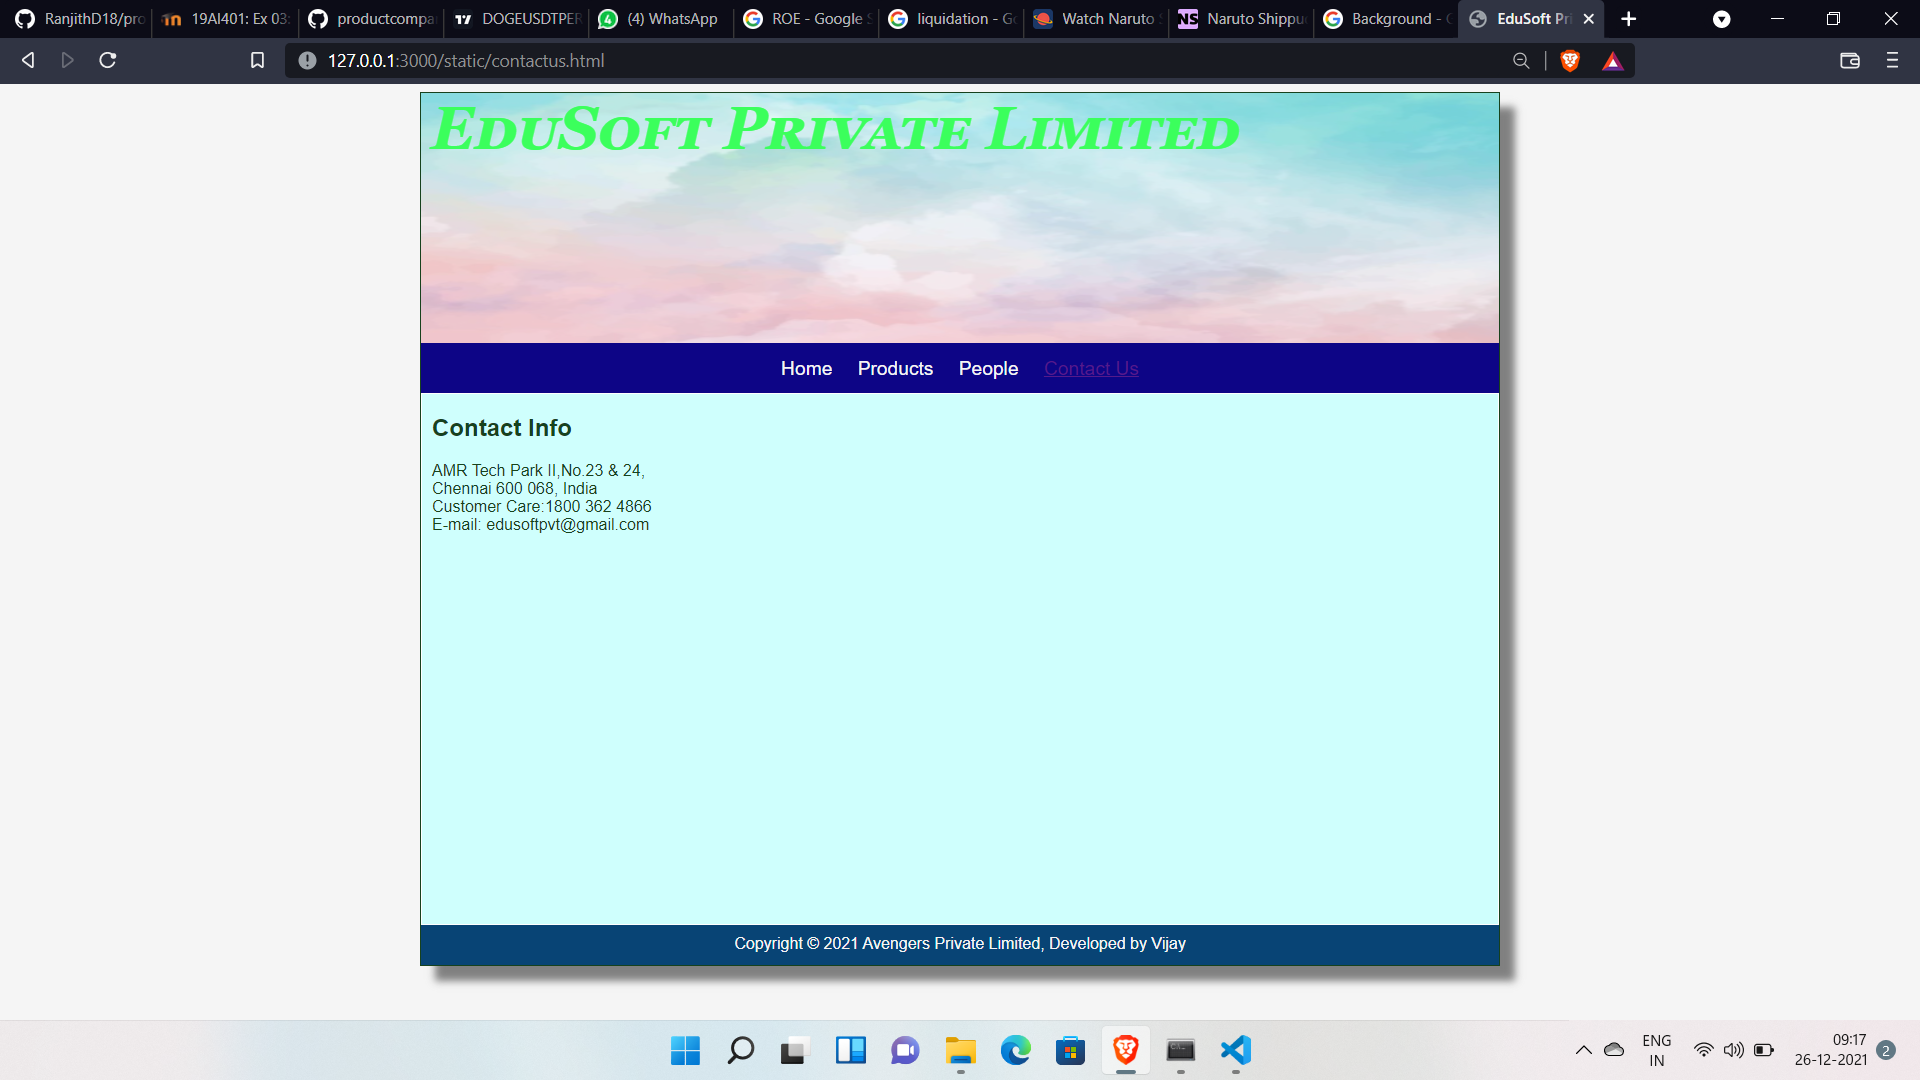 RanjithD18/pro
19AI401: Ex 03:
productcompa
DOGEUSDTPER
(4) WhatsApp
ROE - Google S
liquidation - Go
Watch Naruto S
Naruto Shippu
Background - G
EduSoft Pri
127.0.0.1:3000/static/contactus.html
EduSoft Private Limited
Home Products People Contact Us
Contact Info
AMR Tech Park II,No.23 & 24,
Chennai 600 068, India
Customer Care:1800 362 4866
E-mail: edusoftpvt@gmail.com
Copyright © 2021 Avengers Private Limited, Developed by Vijay
ENG
IN
09:17
26-12-2021
2